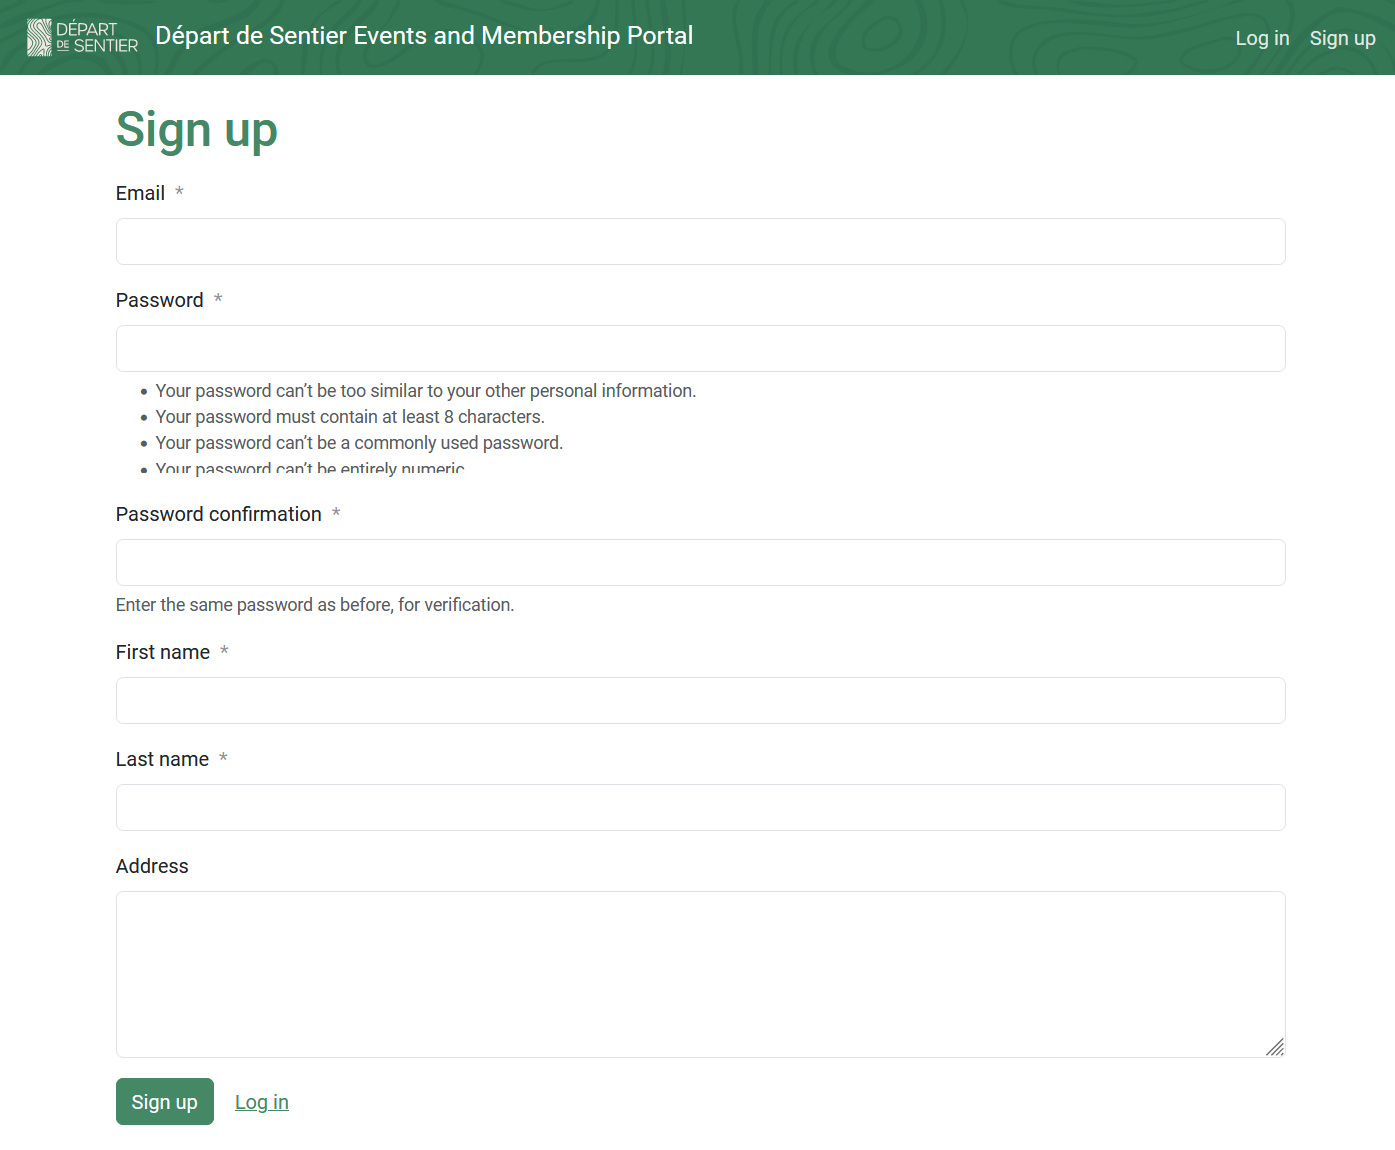 DÉPART
DE SENTIER
Départ de Sentier Events and Membership Portal
Log in
Sign up
Sign up
Email *
Password *
• Your password can’t be too similar to your other personal information.
• Your password must contain at least 8 characters.
• Your password can’t be a commonly used password.
• Your password can’t be entirely numeric
Password confirmation *
Enter the same password as before, for verification.
First name *
Last name *
Address
Sign up
Log in